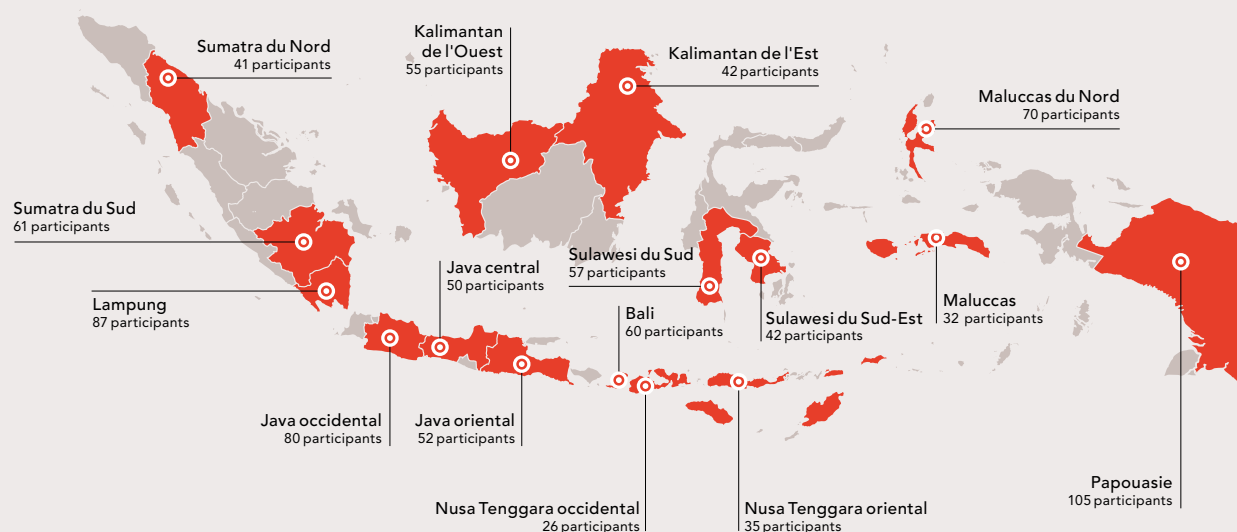 Sumatra du Nord
41 participants
Kalimantan
de l'Ouest
55 participants
Kalimantan de l'Est
42 participants
Maluccas du Nord
70 participants
Sumatra du Sud
61 participants
Lampung
87 participants
Java central
50 participants
Sulawesi du Sud
57 participants
Bali
60 participants
Sulawesi du Sud-Est
42 participants
Maluccas
32 participants
Java occidental
80 participants
Java oriental
52 participants
Nusa Tenggara occidental
26 participants
Nusa Tenggara oriental
35 participants
Papouasie
105 participants